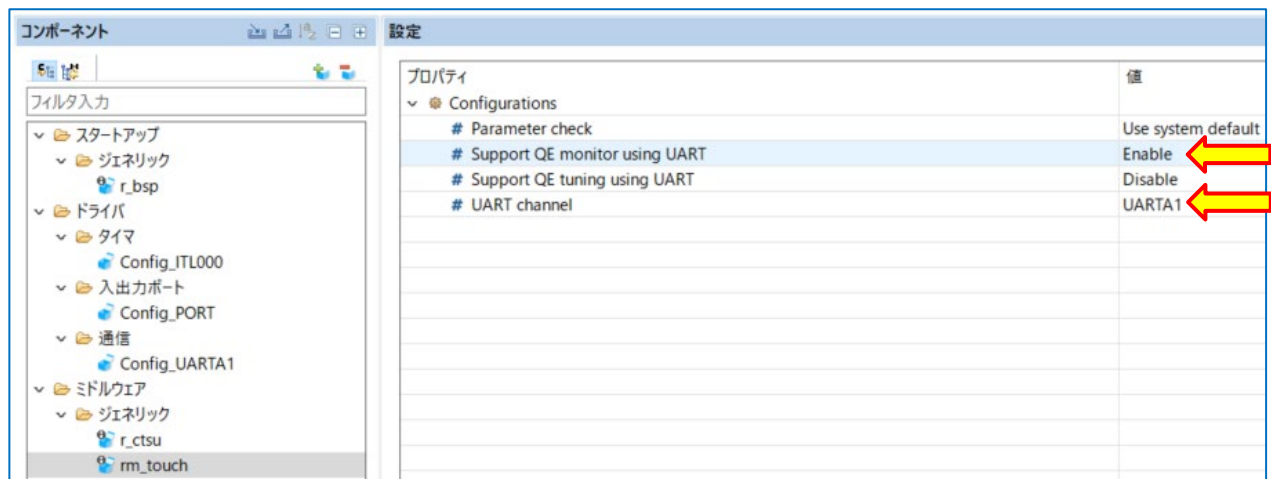 コンポーネント
フィルタ入力
スタートアップ
ジェネリック
r_bsp
ドライバ
タイマ
Config_ITL000
入出力ポート
Config_PORT
通信
Config_UARTA1
ミドルウェア
ジェネリック
r_ctsu
rm_touch
設定
プロパティ 値
Configurations
# Parameter check Use system default
# Support QE monitor using UART Enable
# Support QE tuning using UART Disable
# UART channel UARTA1